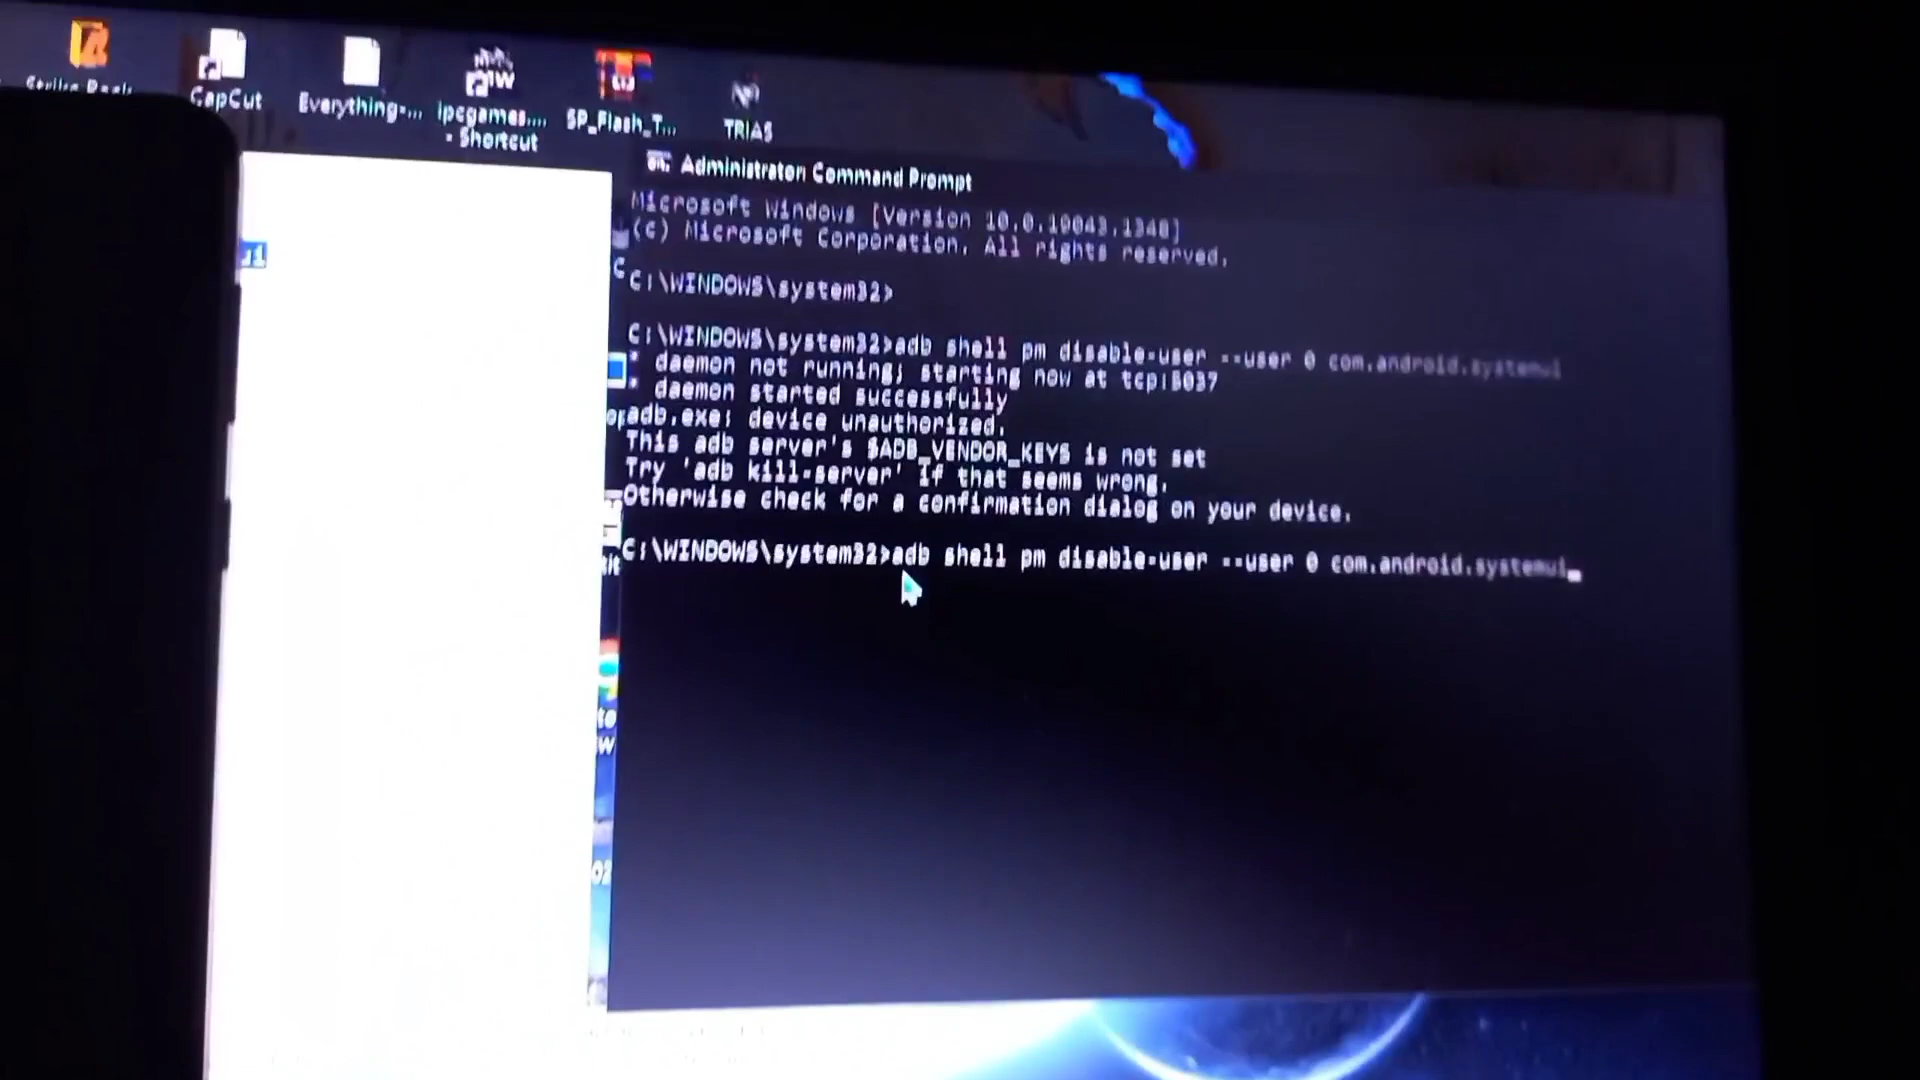 CapCut
Everything-...
ipcgames....
- Shortcut
SP_Flash_T...
TRIAS
Administrator: Command Prompt
Microsoft Windows [Version 10.0.19043.1348]
(c) Microsoft Corporation. All rights reserved.
C:\WINDOWS\system32>
C:\WINDOWS\system32>adb shell pm disable-user --user 0 com.android.systemui
* daemon not running; starting now at tcp:5037
* daemon started successfully
adb.exe: device unauthorized.
This adb server's $ADB_VENDOR_KEYS is not set
Try 'adb kill-server' if that seems wrong.
Otherwise check for a confirmation dialog on your device.
C:\WINDOWS\system32>adb shell pm disable-user --user 0 com.android.systemui